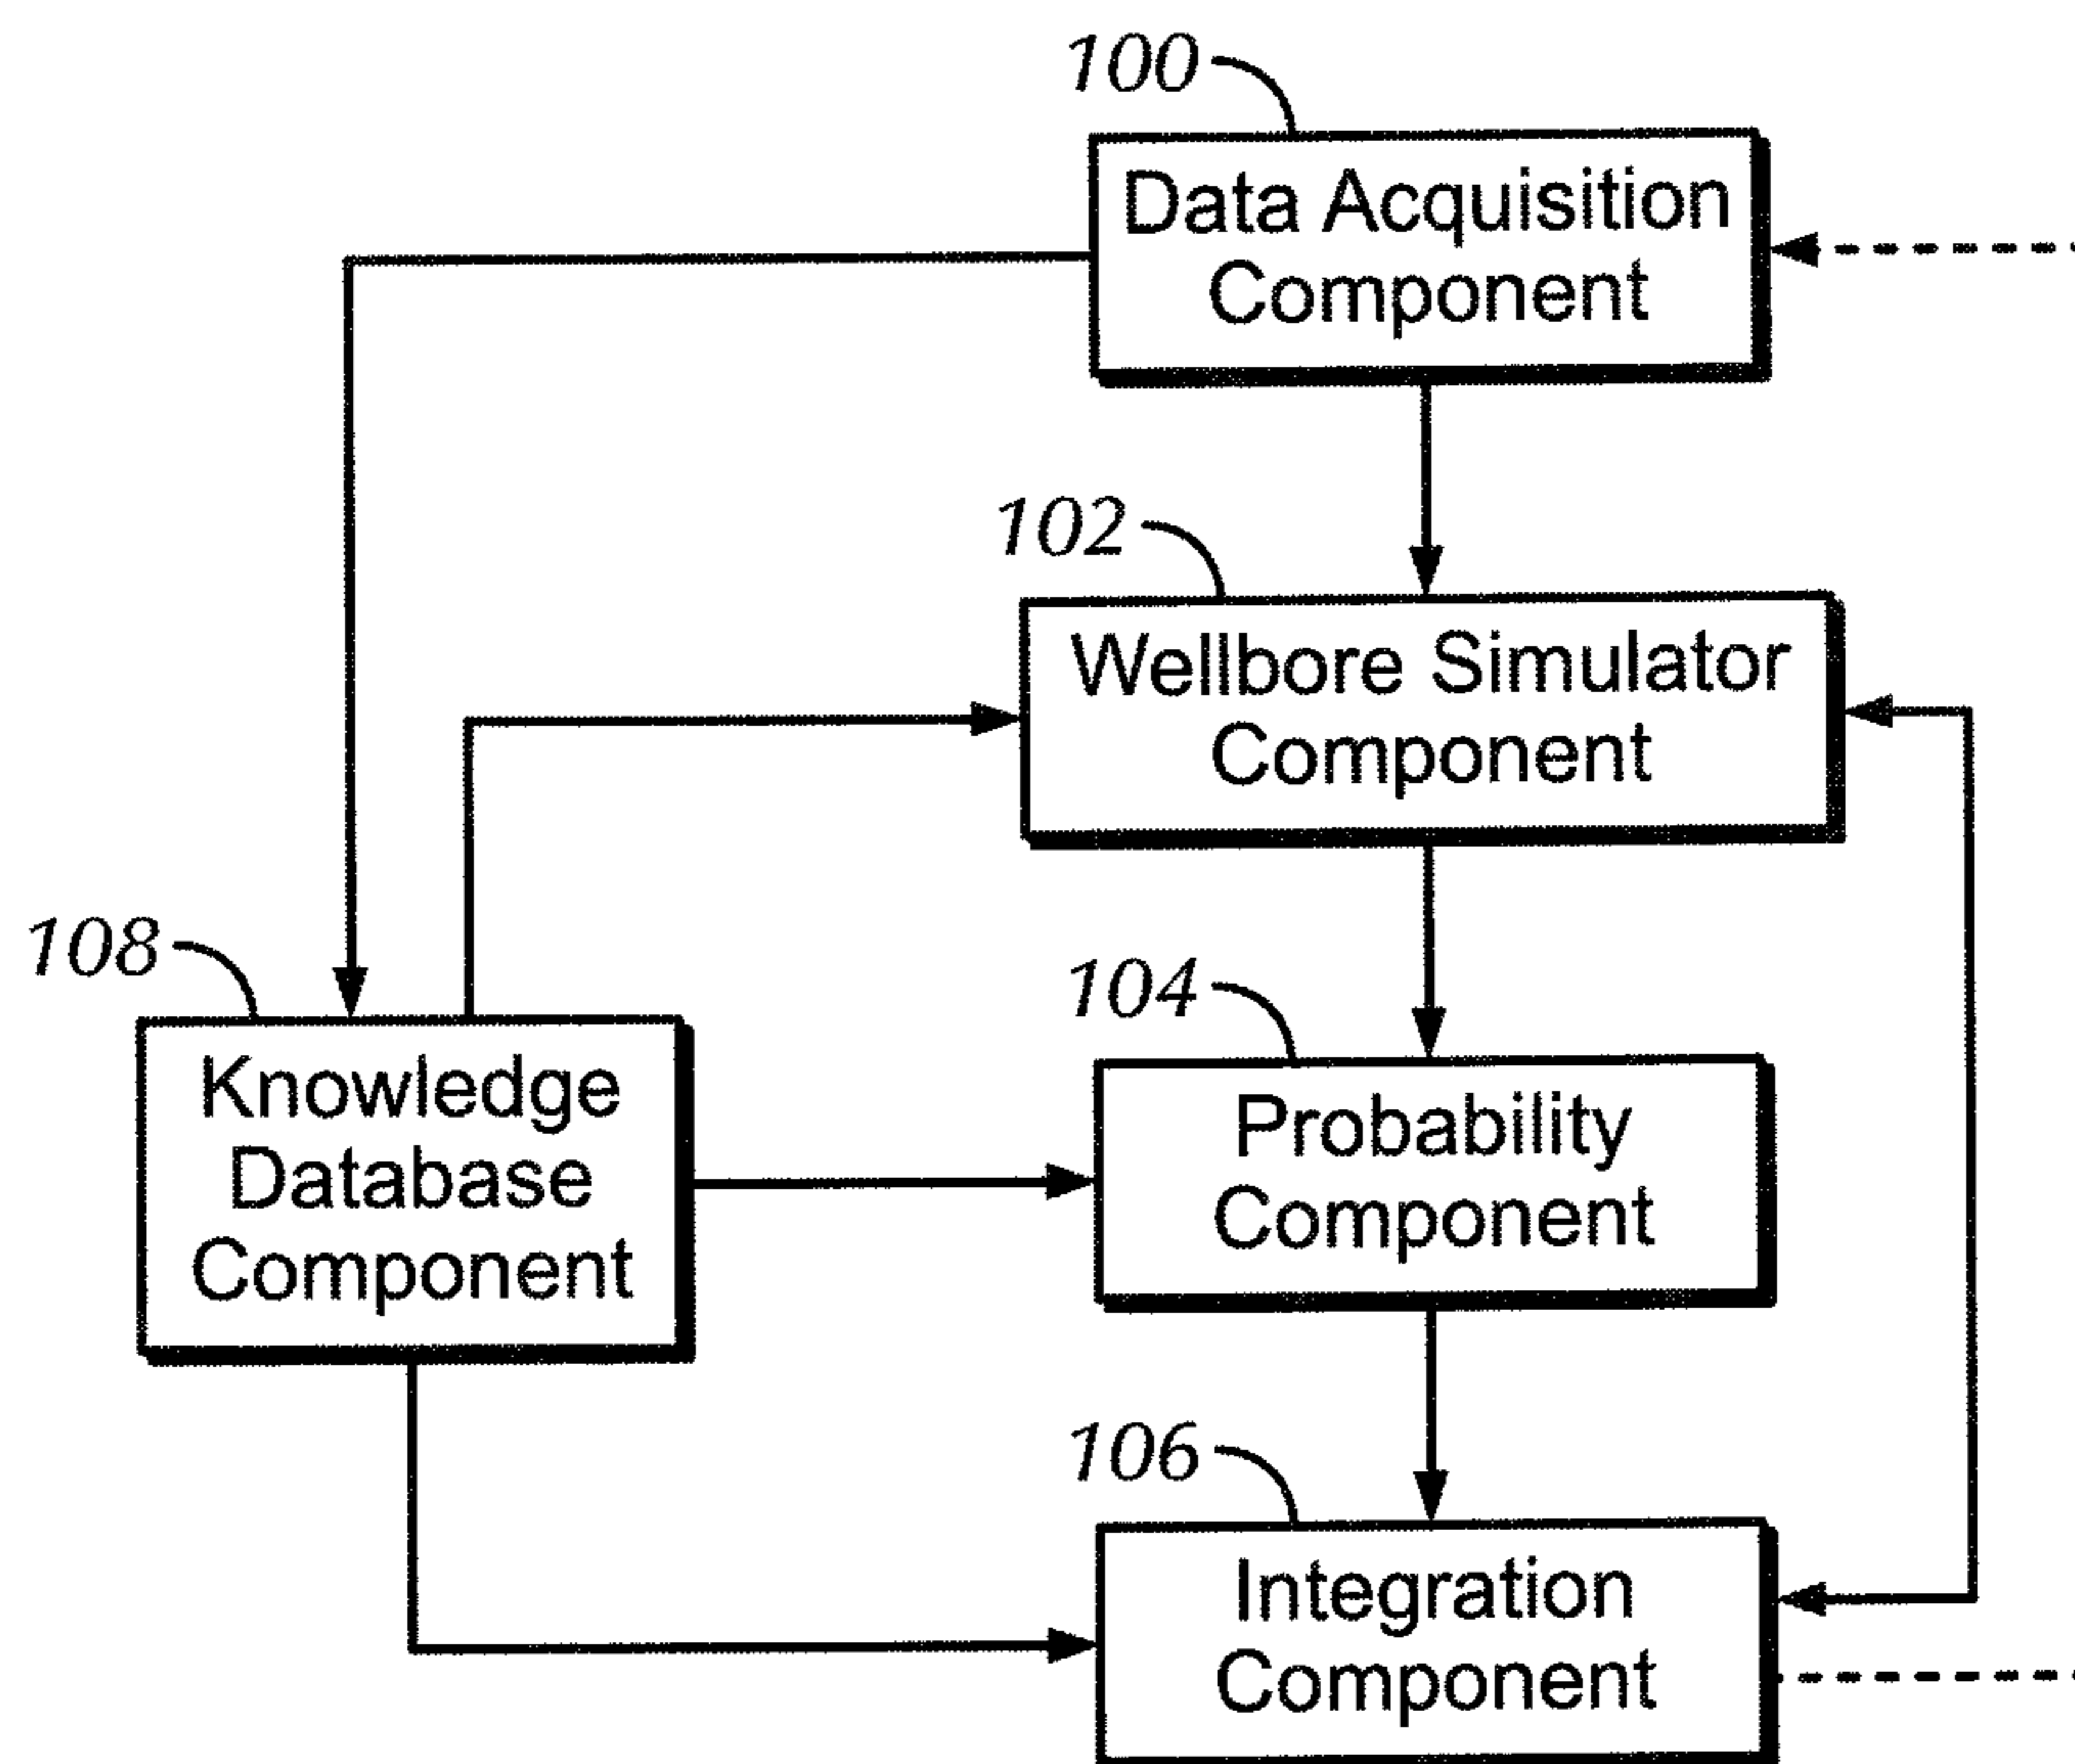 100
Data Acquisition
Component
102
Wellbore Simulator
Component
108
Knowledge
Database
Component
104
Probability
Component
106
Integration
Component